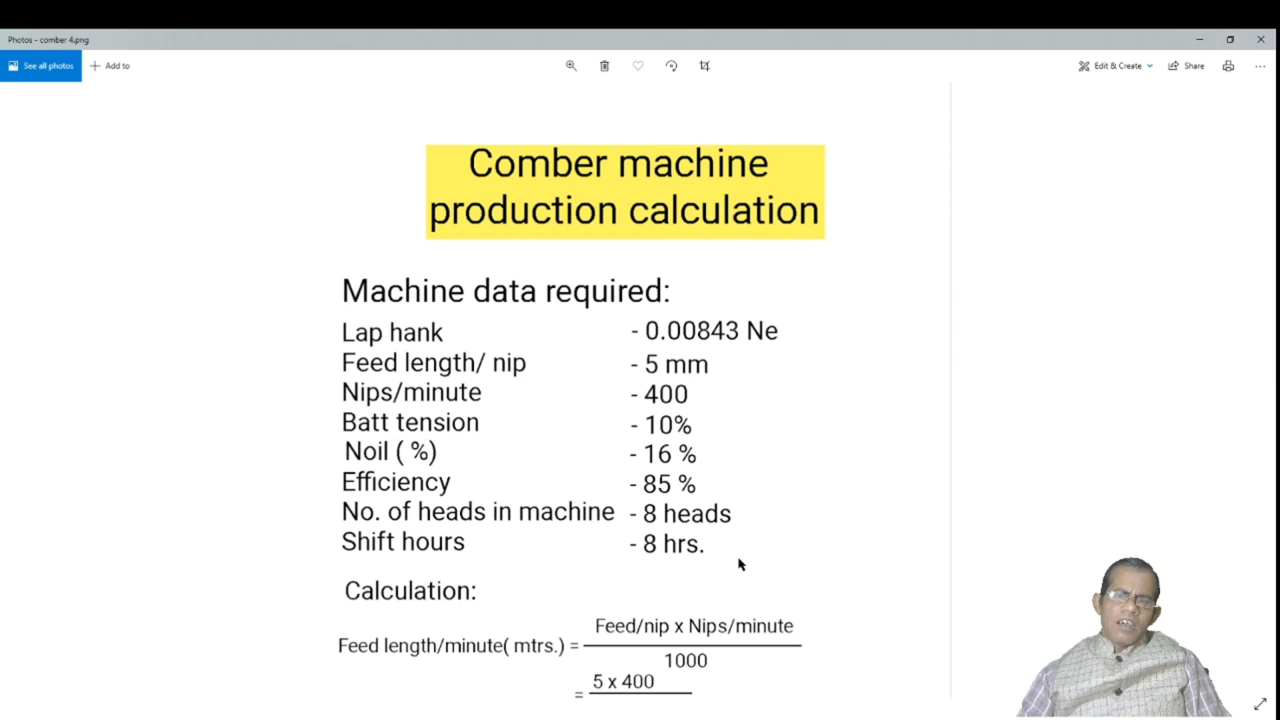 Photos - comber 4.png
See all photos
Add to
Edit & Create
Share
Comber machine
production calculation
Machine data required:
Lap hank - 0.00843 Ne
Feed length/ nip - 5 mm
Nips/minute - 400
Batt tension - 10%
Noil ( %) - 16 %
Efficiency - 85 %
No. of heads in machine - 8 heads
Shift hours - 8 hrs.
Calculation:
Feed/nip x Nips/minute
Feed length/minute( mtrs.) =
1000
5 x 400
=